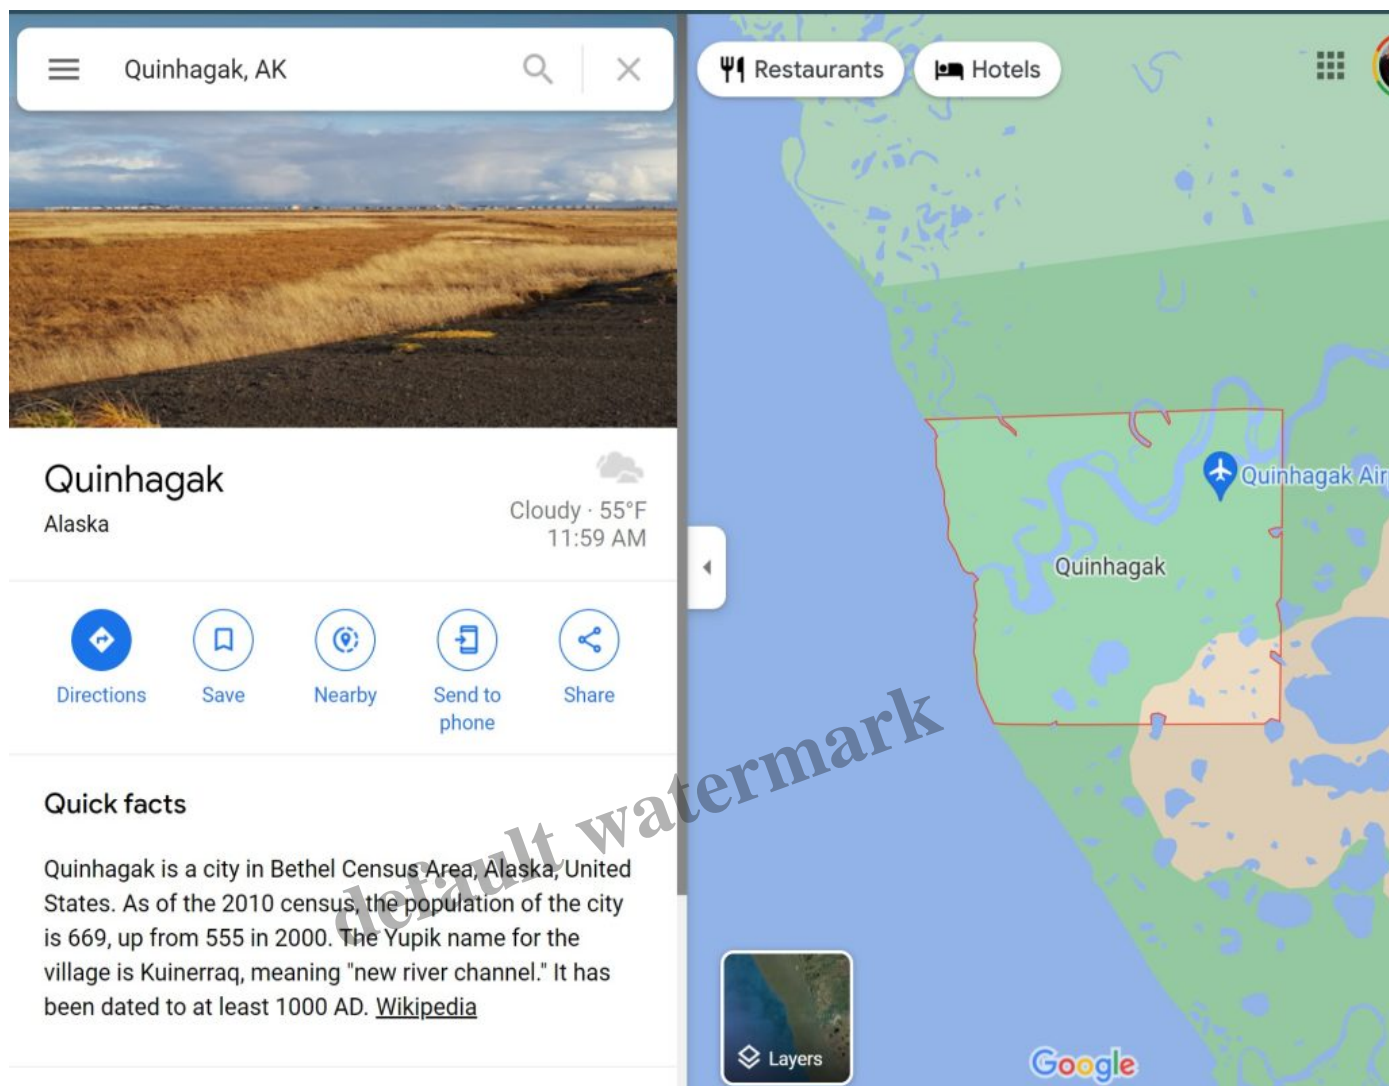 Quinhagak, AK
Restaurants
Hotels
Quinhagak
Alaska
Cloudy · 55°F
11:59 AM
Directions
Save
Nearby
Send to
phone
Share
Quick facts
Quinhagak is a city in Bethel Census Area, Alaska, United
States. As of the 2010 census, the population of the city
is 669, up from 555 in 2000. The Yupik name for the
village is Kuinerraq, meaning "new river channel." It has
been dated to at least 1000 AD. Wikipedia
default watermark
Quinhagak Air
Quinhagak
Layers
Google